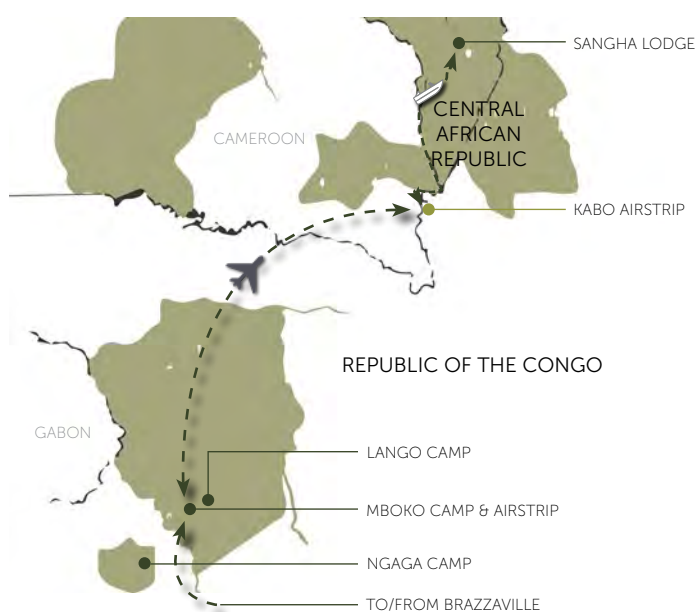 SANGHA LODGE
CENTRAL
AFRICAN
REPUBLIC
CAMEROON
KABO AIRSTRIP
REPUBLIC OF THE CONGO
GABON
LANGO CAMP
MBOKO CAMP & AIRSTRIP
NGAGA CAMP
TO/FROM BRAZZAVILLE